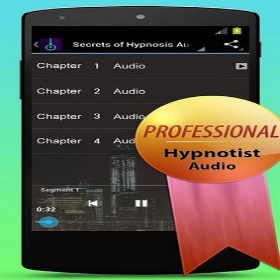 Secrets of Hypnosis Au
Chapter 1 Audio
Chapter 2 Audio
Chapter 3 Au
Chapter 4 Audio
PROFESSIONAL
Hypnotist
Audio
Segment 1
0:32